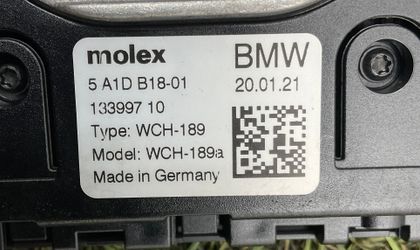 molex BMW
5 A1D B18-01 20.01.21
133997 10
Type: WCH-189
Model: WCH-189a
Made in Germany